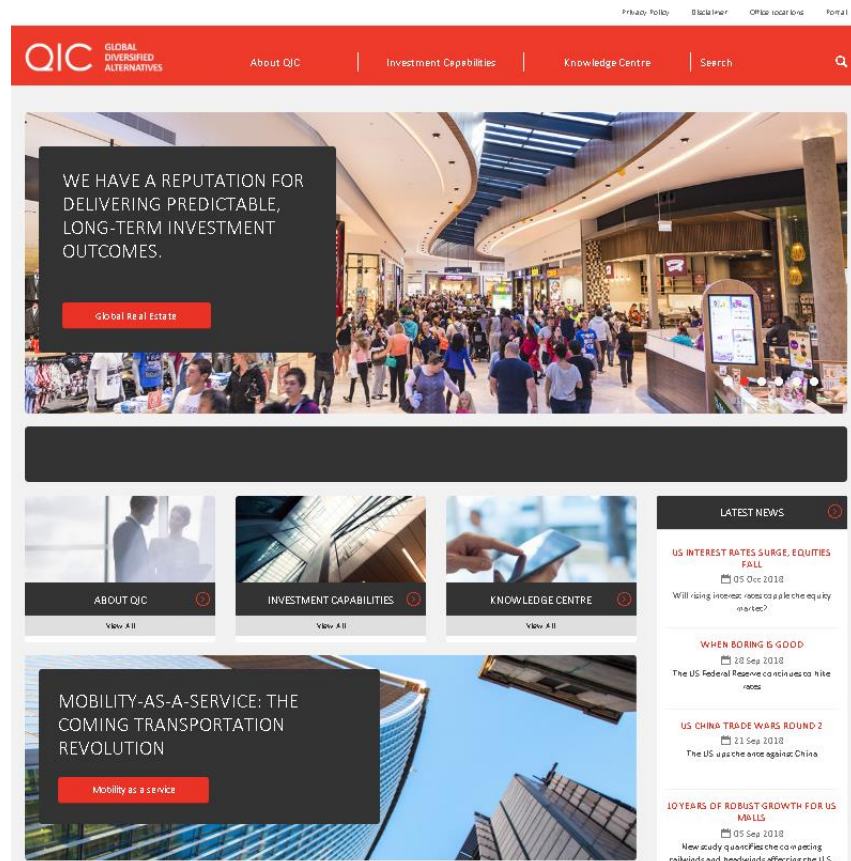 Privacy Policy Disclaimer Office Locations Portal
QIC GLOBAL
DIVERSIFIED
ALTERNATIVES
About QIC Investment Capabilities Knowledge Centre Search
WE HAVE A REPUTATION FOR
DELIVERING PREDICTABLE,
LONG-TERM INVESTMENT
OUTCOMES.
Global Real Estate
ABOUT QIC
View All
INVESTMENT CAPABILITIES
View All
KNOWLEDGE CENTRE
View All
MOBILITY-AS-A-SERVICE: THE
COMING TRANSPORTATION
REVOLUTION
Mobility as a service
LATEST NEWS
US INTEREST RATES SURGE, EQUITIES
FALL
05 Oct 2018
Will rising interest rates topple the equity
market?
WHEN BORING IS GOOD
28 Sep 2018
The US Federal Reserve continues to hike
rates
US CHINA TRADE WARS ROUND 2
21 Sep 2018
The US ups the ante against China
10 YEARS OF ROBUST GROWTH FOR US
MALLS
05 Sep 2018
New study quantifies the competing
tailwinds and headwinds affecting the U.S.